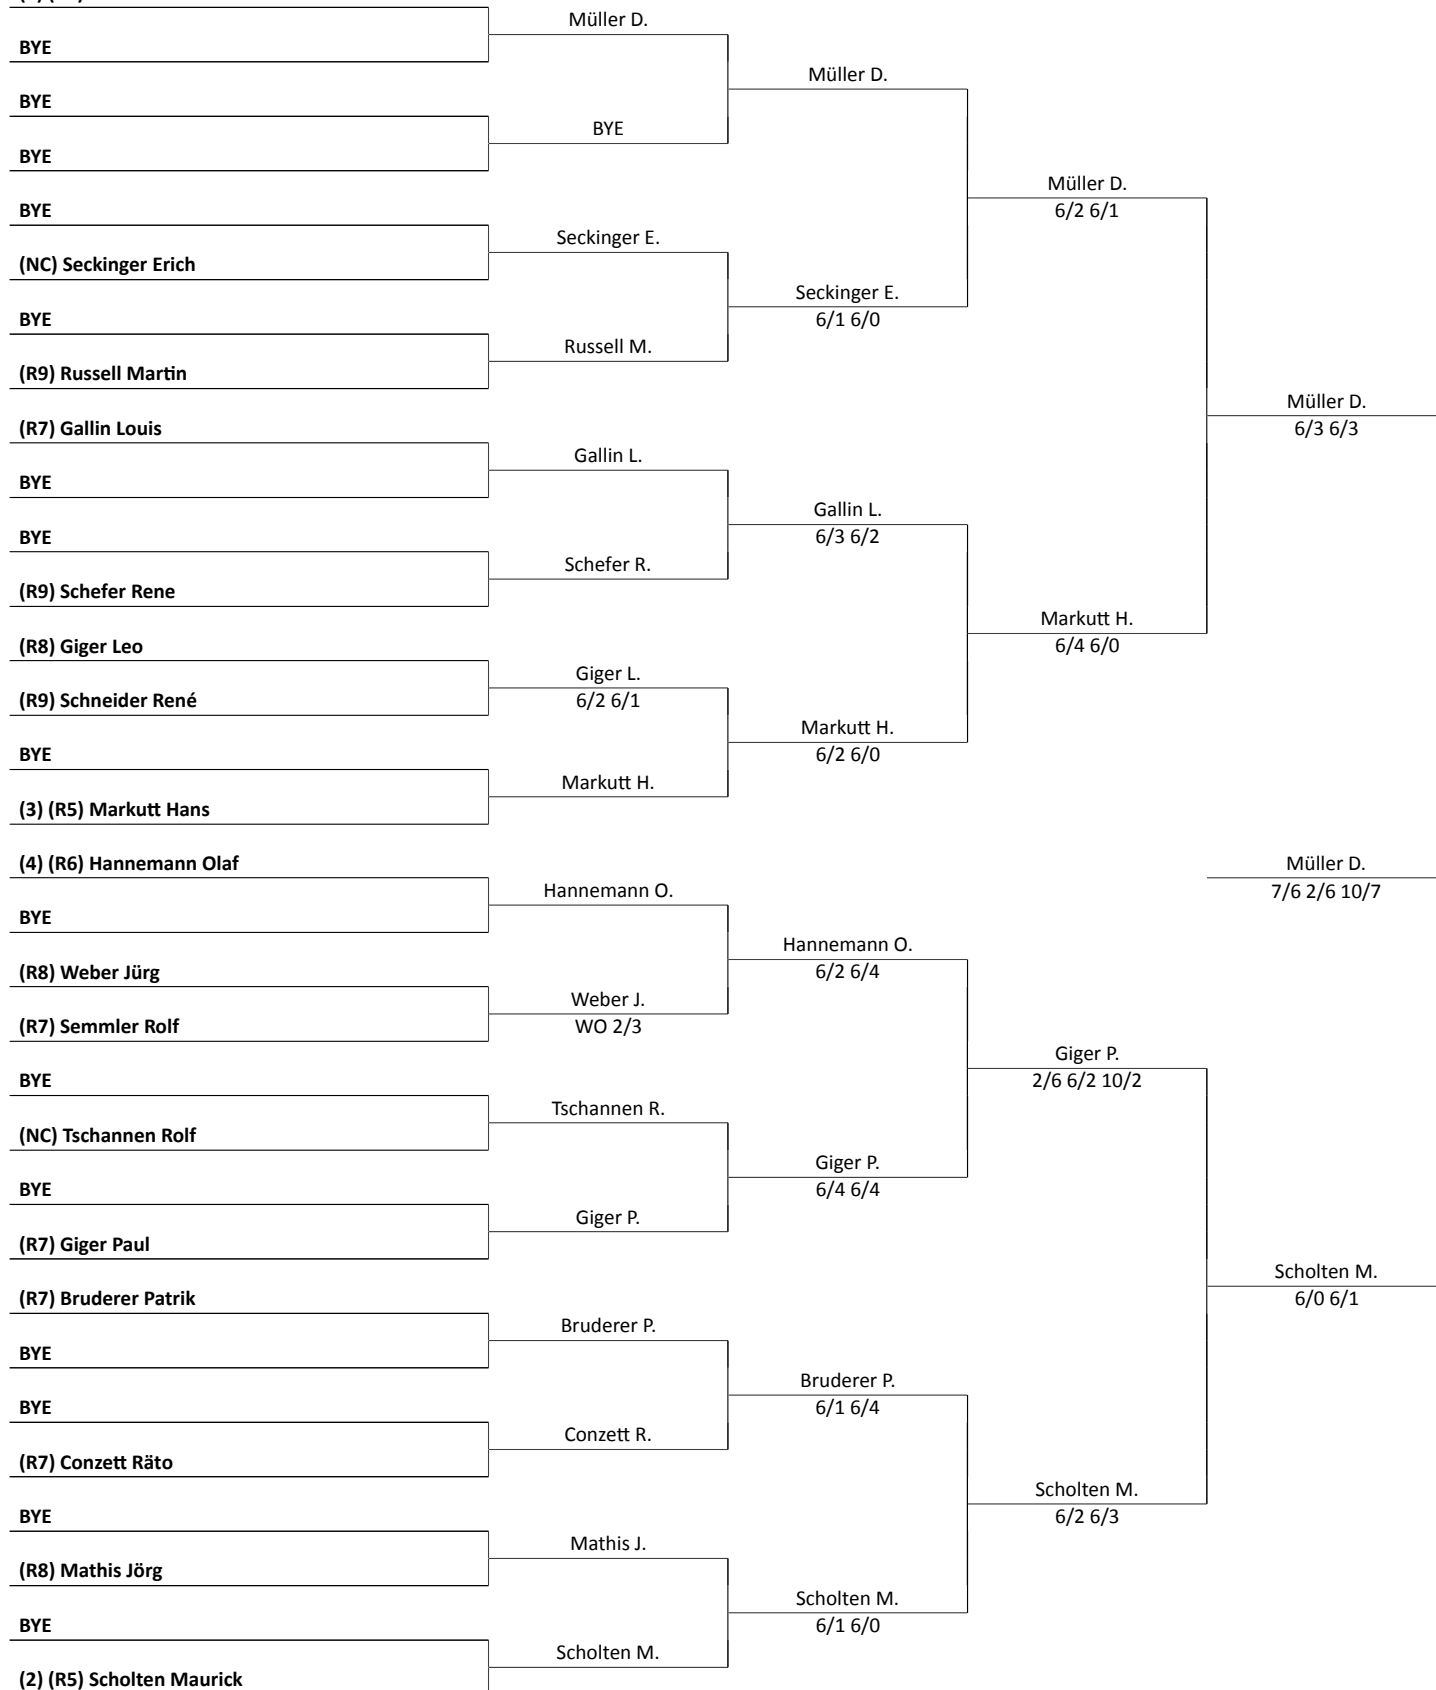 BYE
BYE
BYE
BYE
(NC) Seckinger Erich
BYE
(R9) Russell Martin
(R7) Gallin Louis
BYE
BYE
(R9) Schefer Rene
(R8) Giger Leo
(R9) Schneider René
BYE
(3) (R5) Markutt Hans
(4) (R6) Hannemann Olaf
BYE
(R8) Weber Jürg
(R7) Semmler Rolf
BYE
(NC) Tschannen Rolf
BYE
(R7) Giger Paul
(R7) Bruderer Patrik
BYE
BYE
(R7) Conzett Räto
BYE
(R8) Mathis Jörg
BYE
(2) (R5) Scholten Maurick
Müller D.
BYE
Seckinger E.
Russell M.
Gallin L.
Schefer R.
Giger L.
6/2 6/1
Markutt H.
Hannemann O.
Weber J.
WO 2/3
Tschannen R.
Giger P.
Bruderer P.
Conzett R.
Mathis J.
Scholten M.
Müller D.
Seckinger E.
6/1 6/0
Gallin L.
6/3 6/2
Markutt H.
6/2 6/0
Hannemann O.
6/2 6/4
Giger P.
6/4 6/4
Bruderer P.
6/1 6/4
Scholten M.
6/1 6/0
Müller D.
6/2 6/1
Markutt H.
6/4 6/0
Giger P.
2/6 6/2 10/2
Scholten M.
6/2 6/3
Müller D.
6/3 6/3
Müller D.
7/6 2/6 10/7
Scholten M.
6/0 6/1